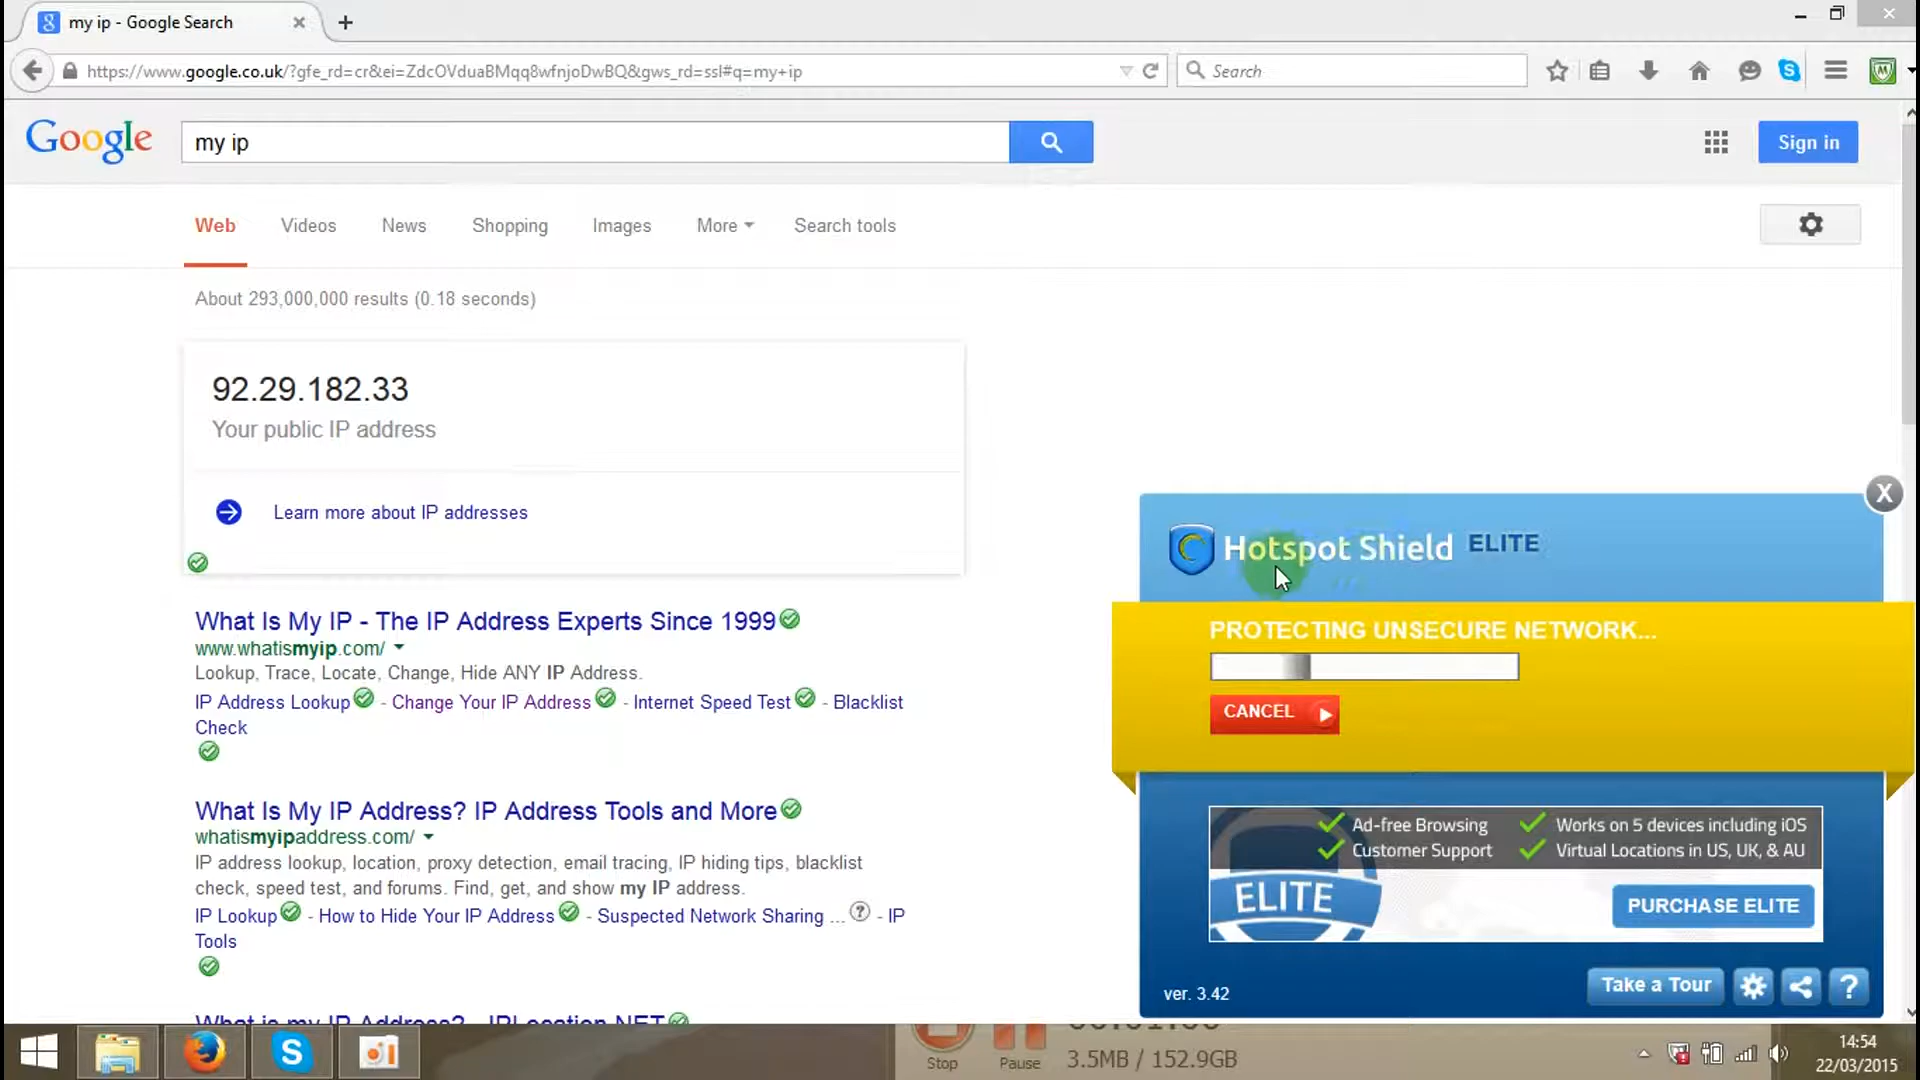 my ip - Google Search
https://www.google.co.uk/?gfe_rd=cr&ei=ZdcOVduaBMqq8wfnjoDwBQ&gws_rd=ssl#q=my+ip
Search
Google
my ip
Sign in
Web Videos News Shopping Images More Search tools
About 293,000,000 results (0.18 seconds)
92.29.182.33
Your public IP address
Learn more about IP addresses
What Is My IP - The IP Address Experts Since 1999
www.whatismyip.com/
Lookup, Trace, Locate, Change, Hide ANY IP Address.
IP Address Lookup - Change Your IP Address - Internet Speed Test - Blacklist
Check
What Is My IP Address? IP Address Tools and More
whatismyipaddress.com/
IP address lookup, location, proxy detection, email tracing, IP hiding tips, blacklist
check, speed test, and forums. Find, get, and show my IP address.
IP Lookup - How to Hide Your IP Address - Suspected Network Sharing ... - IP
Tools
What is my IP Address? - IPLocation.NET
X
Hotspot Shield ELITE
PROTECTING UNSECURE NETWORK...
CANCEL
Ad-free Browsing Works on 5 devices including iOS
Customer Support Virtual Locations in US, UK, & AU
ELITE
PURCHASE ELITE
ver. 3.42
Take a Tour
?
Stop Pause 3.5MB / 152.9GB
14:54
22/03/2015